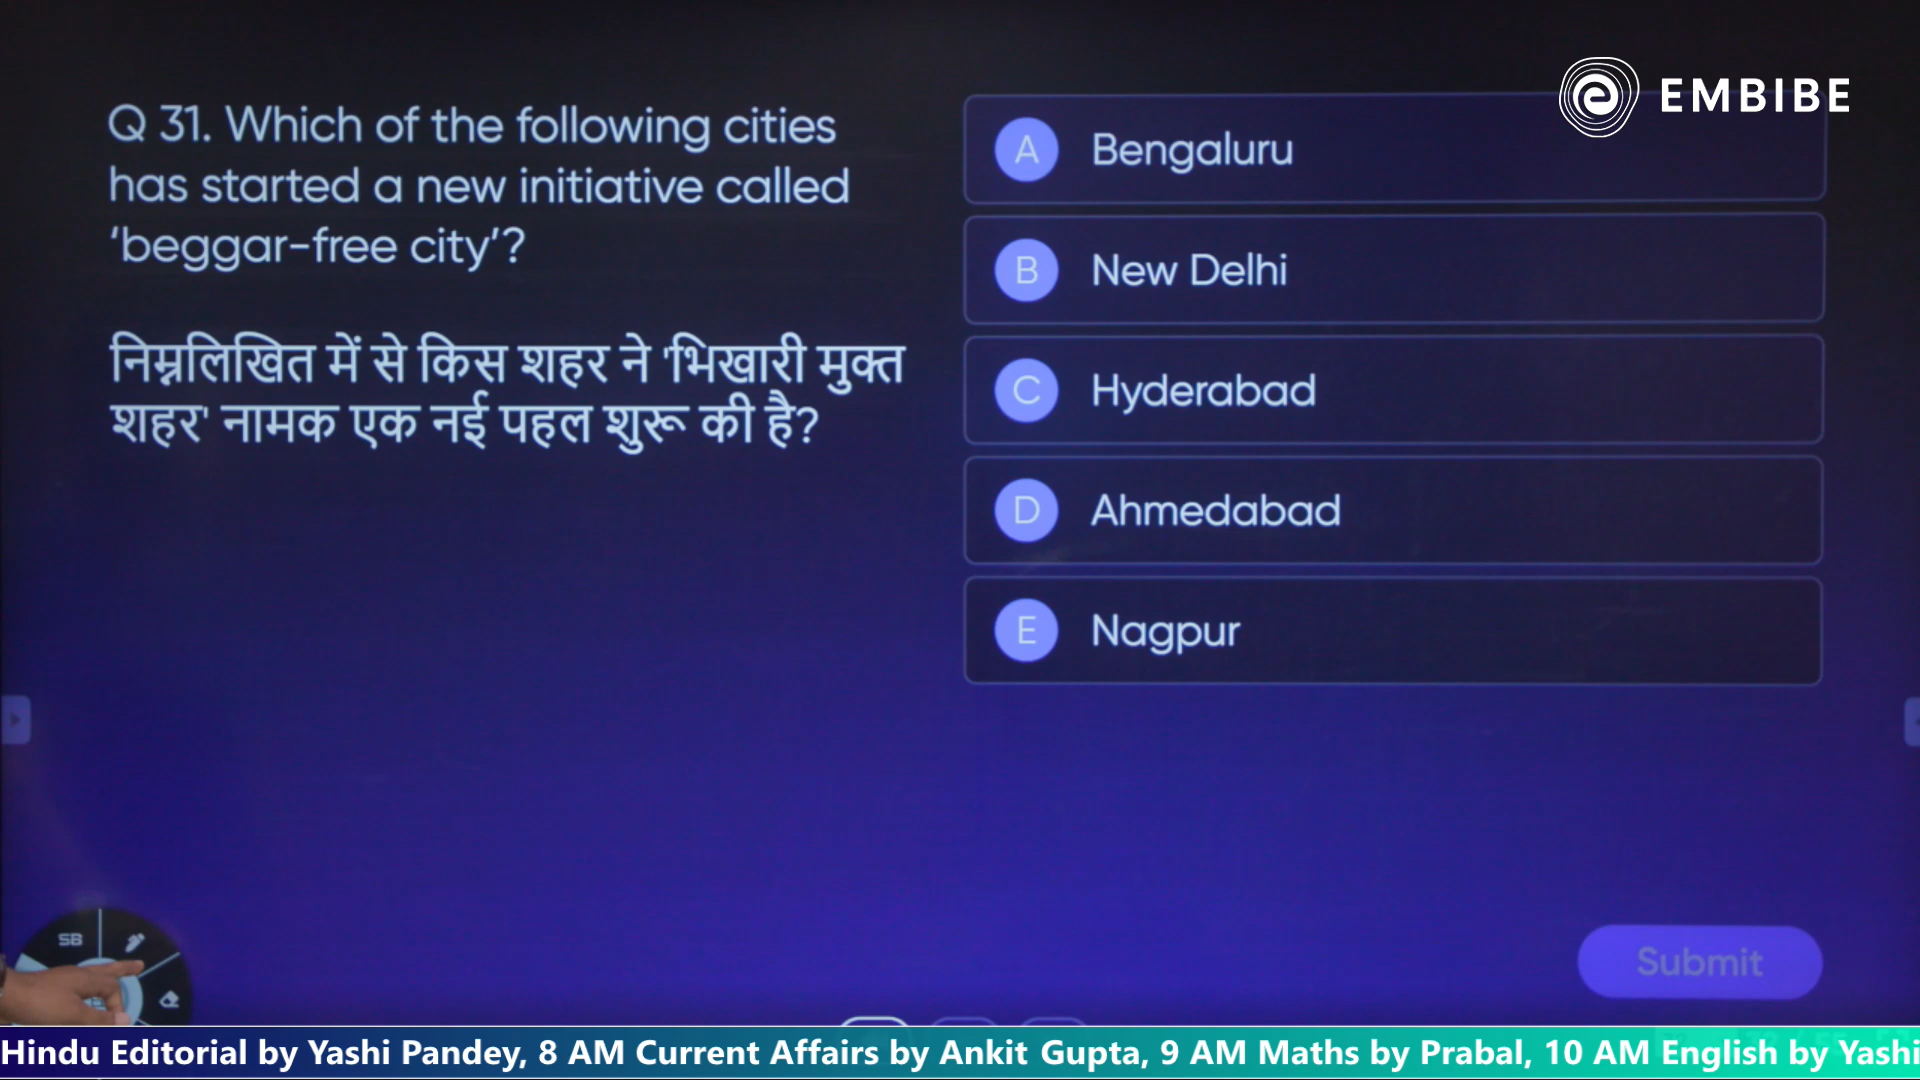 EMBIBE
Q 31. Which of the following cities
has started a new initiative called
‘beggar-free city’?
निम्नलिखित में से किस शहर ने 'भिखारी मुक्त
शहर' नामक एक नई पहल शुरू की है?
A Bengaluru
B New Delhi
C Hyderabad
D Ahmedabad
E Nagpur
SB
Submit
Hindu Editorial by Yashi Pandey, 8 AM Current Affairs by Ankit Gupta, 9 AM Maths by Prabal, 10 AM English by Yashi